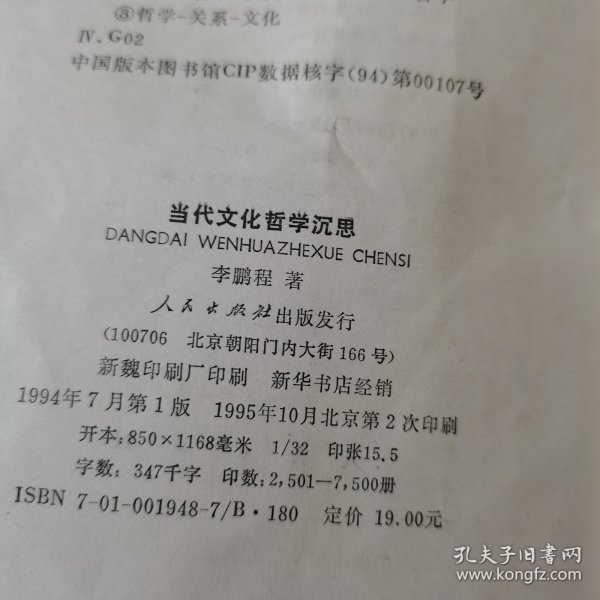 ③哲学-关系-文化
Ⅳ.G02
中国版本图书馆CIP数据核字(94)第00107号
当代文化哲学沉思
DANGDAI WENHUAZHEXUE CHENSI
李鹏程 著
人民出版社出版发行
(100706 北京朝阳门内大街166号)
新魏印刷厂印刷 新华书店经销
1994年7月第1版 1995年10月北京第2次印刷
开本:850×1168毫米 1/32 印张15.5
字数:347千字 印数:2,501—7,500册
ISBN 7-01-001948-7/B·180 定价 19.00元
孔夫子旧书网
www.kongfz.com